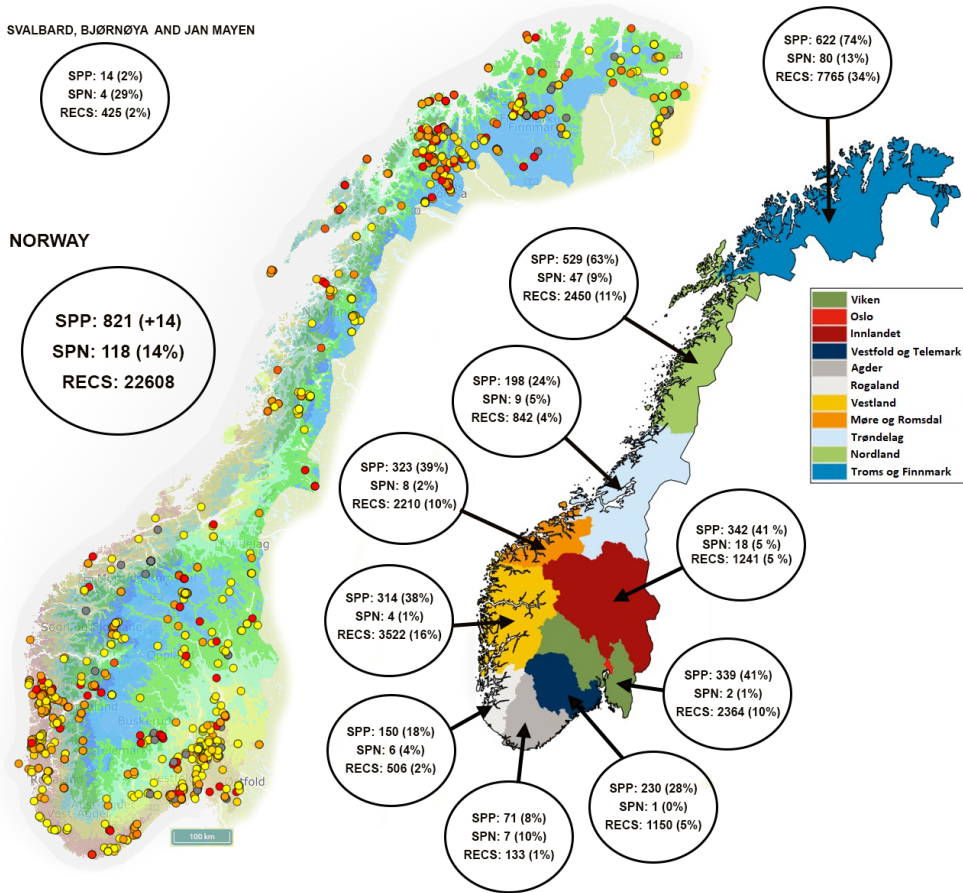 SVALBARD, BJØRNØYA AND JAN MAYEN
SPP: 14 (2%)
SPN: 4 (29%)
RECS: 425 (2%)
NORWAY
SPP: 821 (+14)
SPN: 118 (14%)
RECS: 22608
SPP: 622 (74%)
SPN: 80 (13%)
RECS: 7765 (34%)
SPP: 529 (63%)
SPN: 47 (9%)
RECS: 2450 (11%)
SPP: 198 (24%)
SPN: 9 (5%)
RECS: 842 (4%)
SPP: 323 (39%)
SPN: 8 (2%)
RECS: 2210 (10%)
SPP: 342 (41 %)
SPN: 18 (5 %)
RECS: 1241 (5 %)
SPP: 314 (38%)
SPN: 4 (1%)
RECS: 3522 (16%)
SPP: 339 (41%)
SPN: 2 (1%)
RECS: 2364 (10%)
SPP: 150 (18%)
SPN: 6 (4%)
RECS: 506 (2%)
SPP: 230 (28%)
SPN: 1 (0%)
RECS: 1150 (5%)
SPP: 71 (8%)
SPN: 7 (10%)
RECS: 133 (1%)
Viken
Oslo
Innlandet
Vestfold og Telemark
Agder
Rogaland
Vestland
Møre og Romsdal
Trøndelag
Nordland
Troms og Finnmark
Finnmark
Buskerud
Telemark
Vest-Agder
100 km